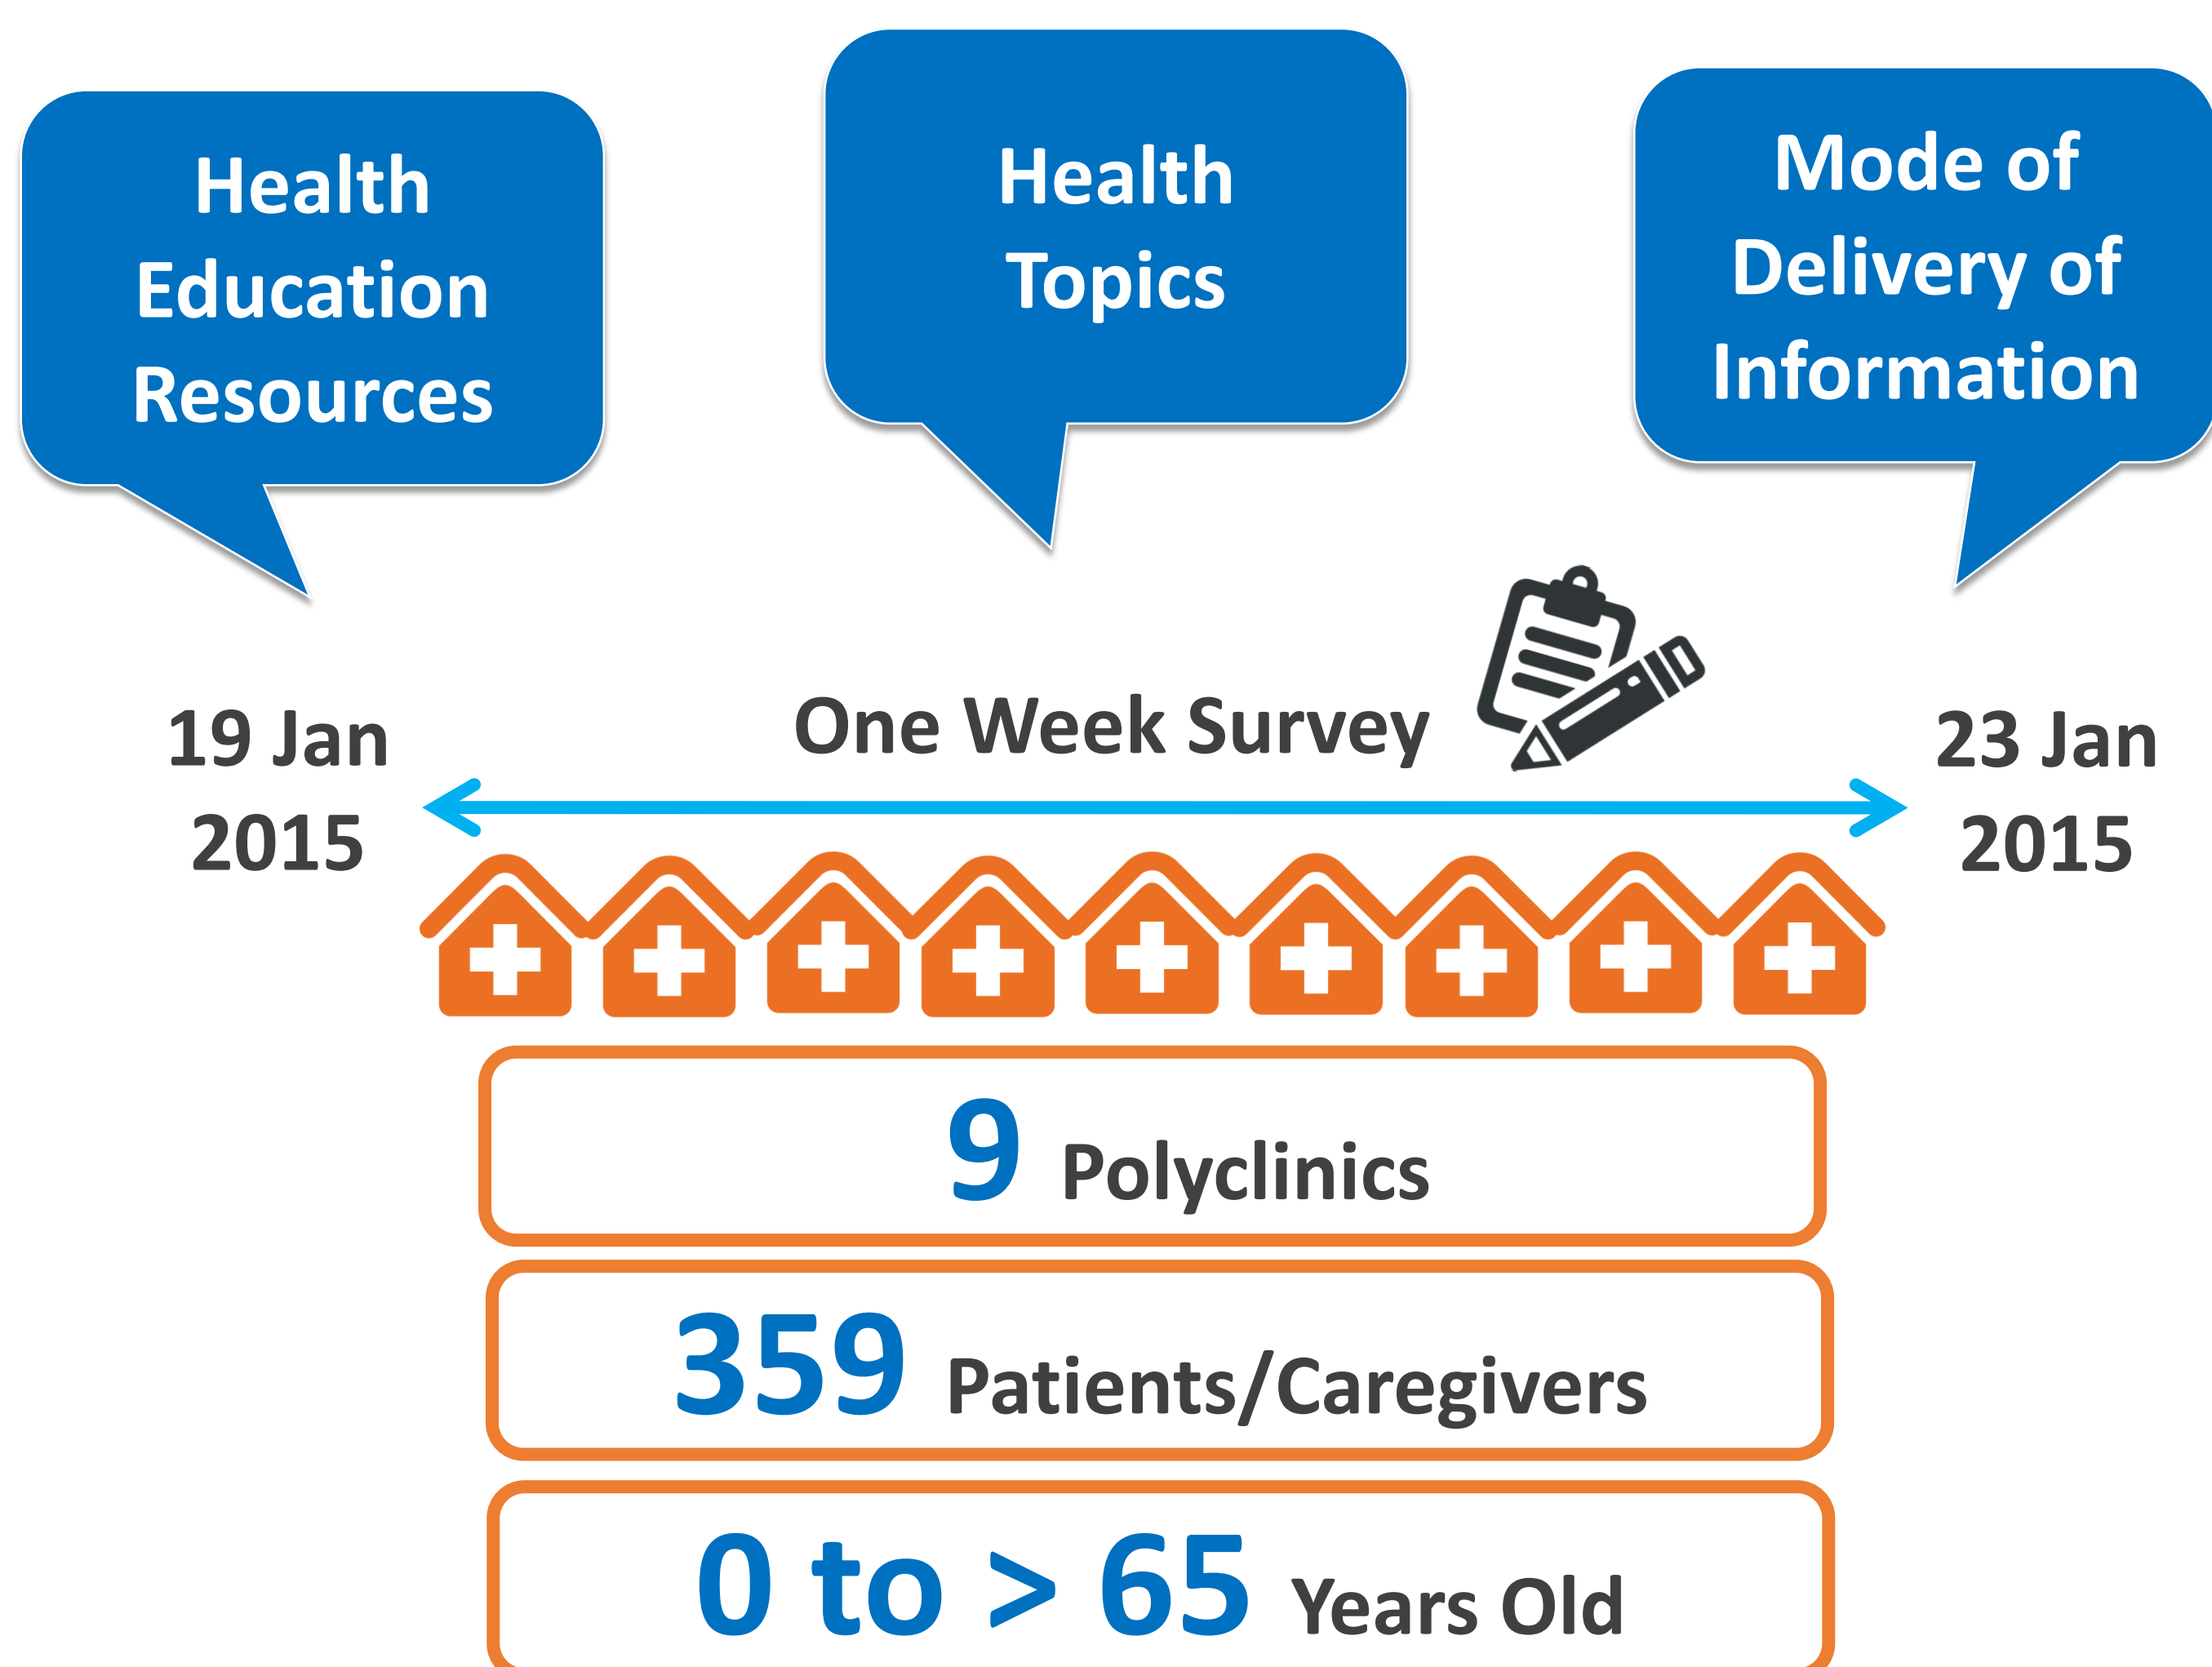 Health
Education
Resources
Health
Topics
Mode of
Delivery of
Information
19 Jan
2015
One Week Survey
23 Jan
2015
9 Polyclinics
359 Patients/Caregivers
0 to > 65 Years Old